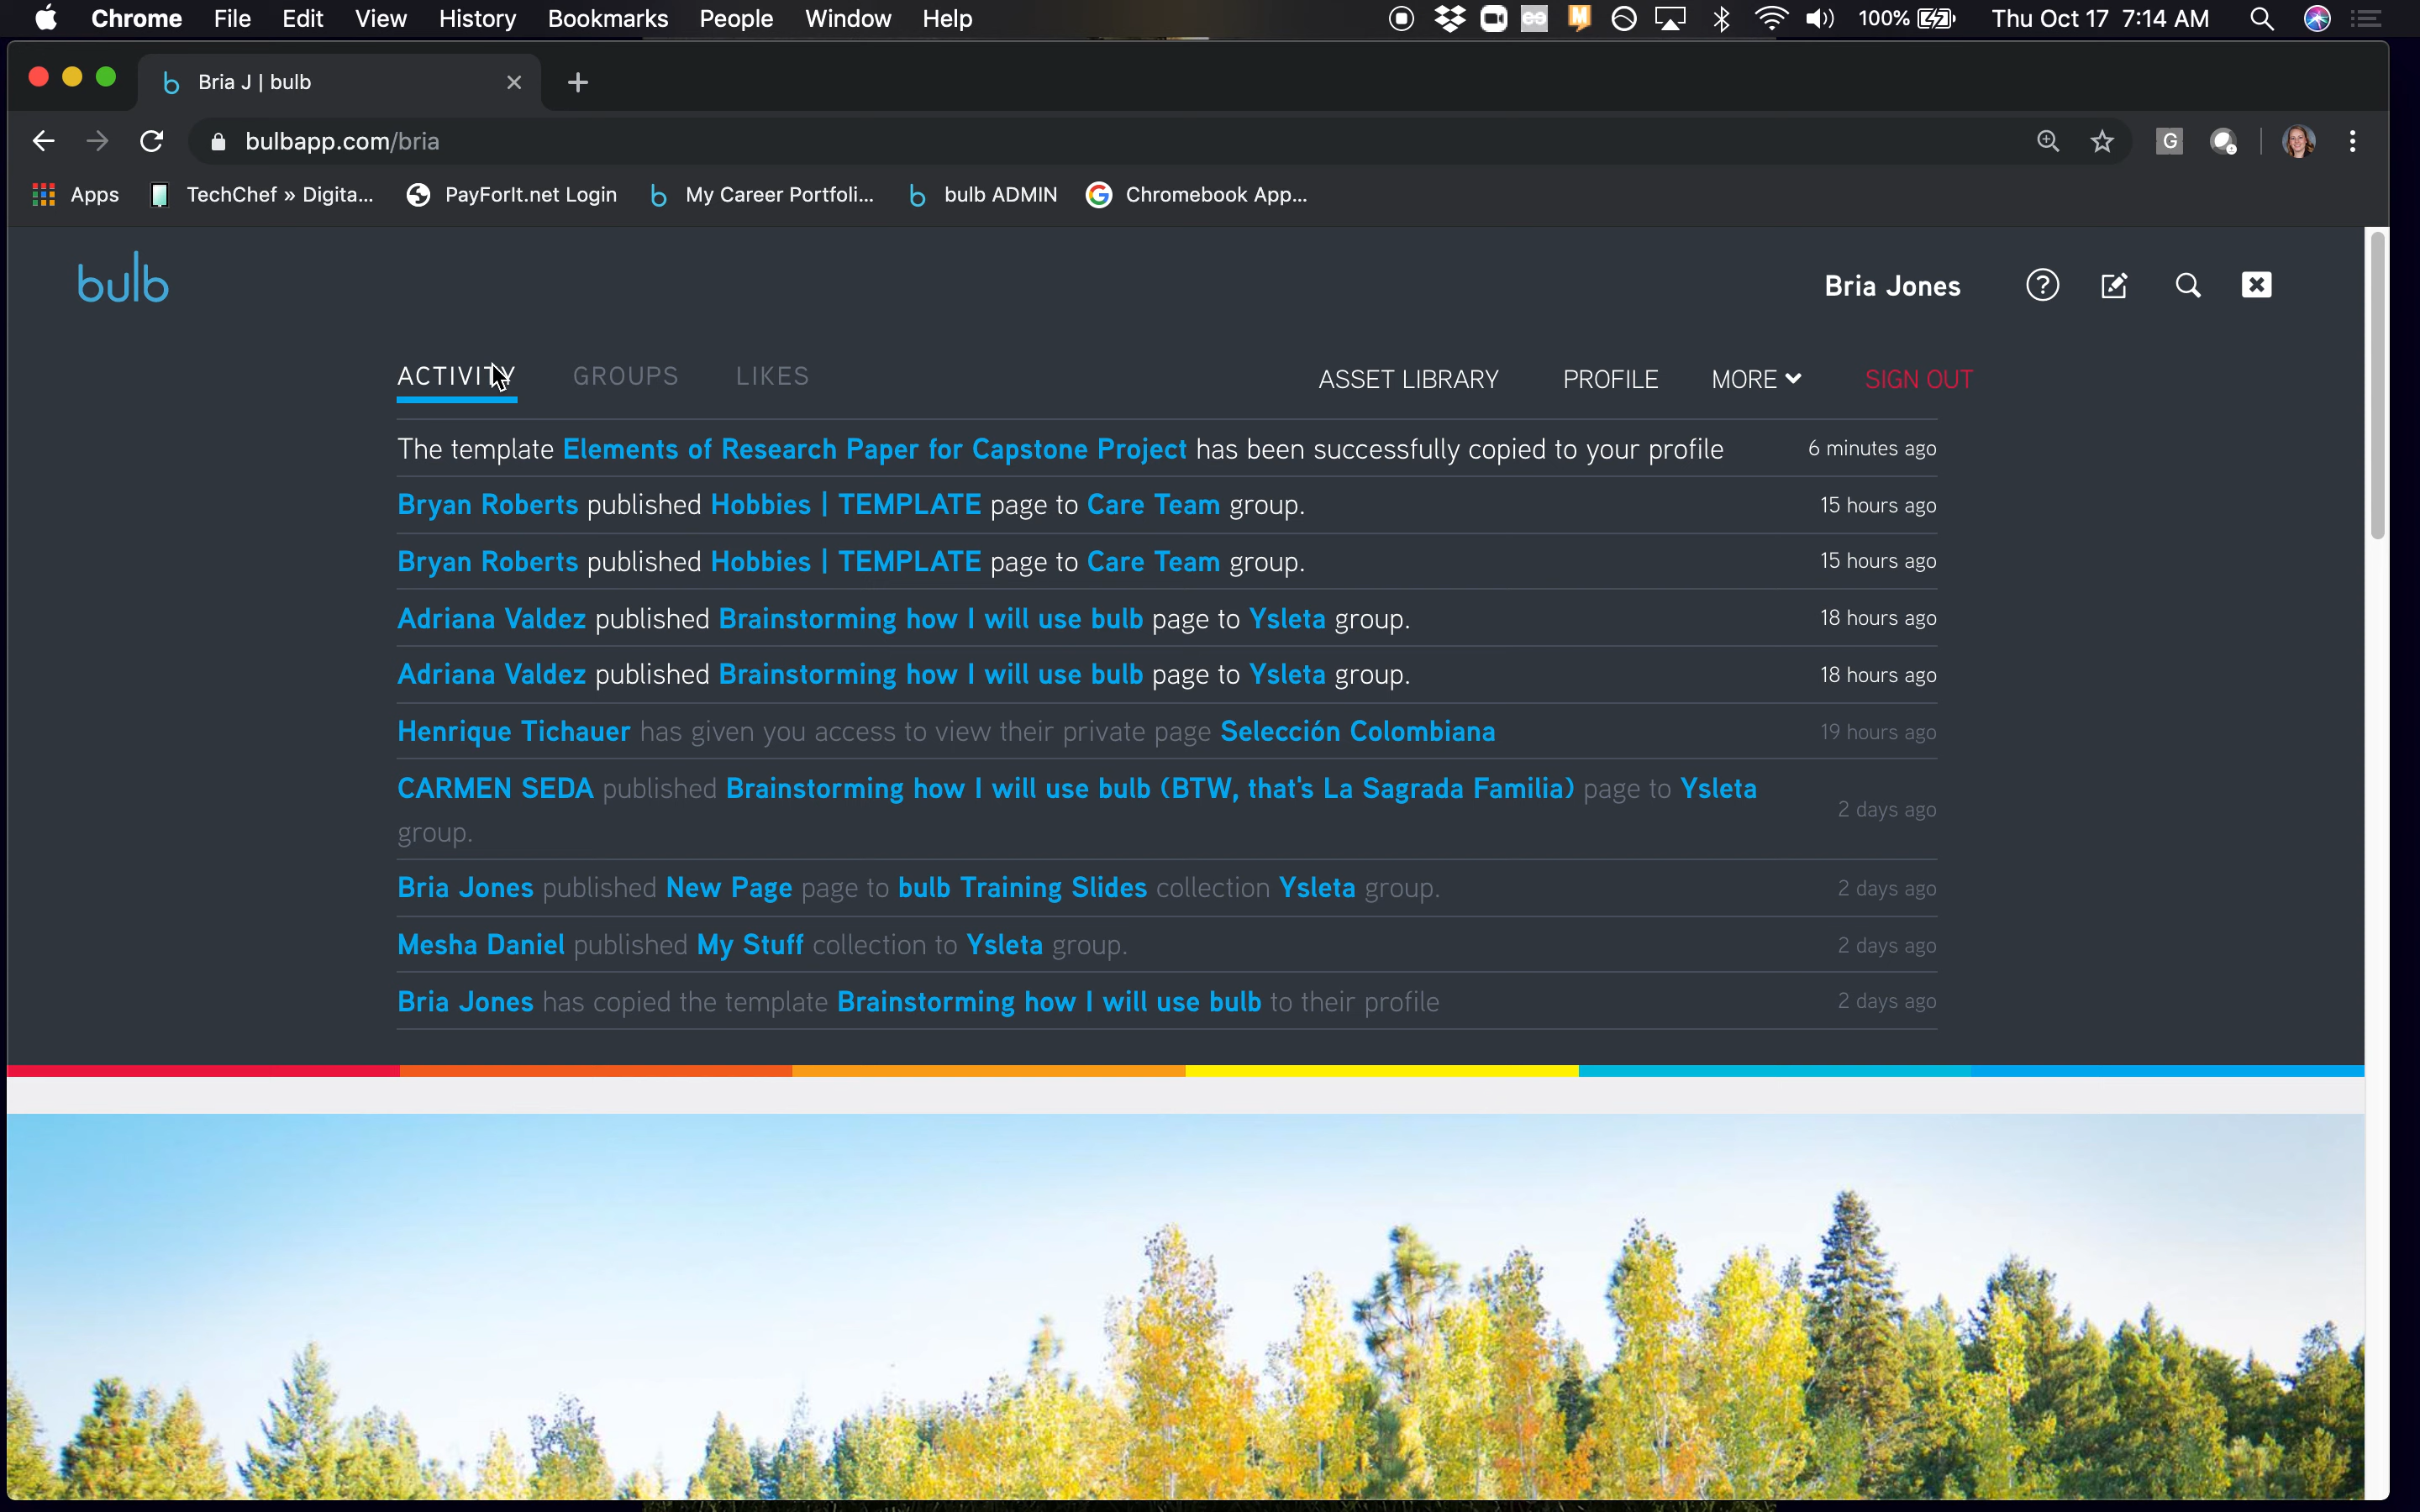 Chrome File Edit View History Bookmarks People Window Help 100% Thu Oct 17 7:14 AM
Bria J | bulb
bulbapp.com/bria
Apps TechChef » Digita... PayForIt.net Login My Career Portfoli... bulb ADMIN Chromebook App...
bulb Bria Jones
ACTIVITY GROUPS LIKES ASSET LIBRARY PROFILE MORE SIGN OUT
The template Elements of Research Paper for Capstone Project has been successfully copied to your profile 6 minutes ago
Bryan Roberts published Hobbies | TEMPLATE page to Care Team group. 15 hours ago
Bryan Roberts published Hobbies | TEMPLATE page to Care Team group. 15 hours ago
Adriana Valdez published Brainstorming how I will use bulb page to Ysleta group. 18 hours ago
Adriana Valdez published Brainstorming how I will use bulb page to Ysleta group. 18 hours ago
Henrique Tichauer has given you access to view their private page Selección Colombiana 19 hours ago
CARMEN SEDA published Brainstorming how I will use bulb (BTW, that's La Sagrada Familia) page to Ysleta
group. 2 days ago
Bria Jones published New Page page to bulb Training Slides collection Ysleta group. 2 days ago
Mesha Daniel published My Stuff collection to Ysleta group. 2 days ago
Bria Jones has copied the template Brainstorming how I will use bulb to their profile 2 days ago